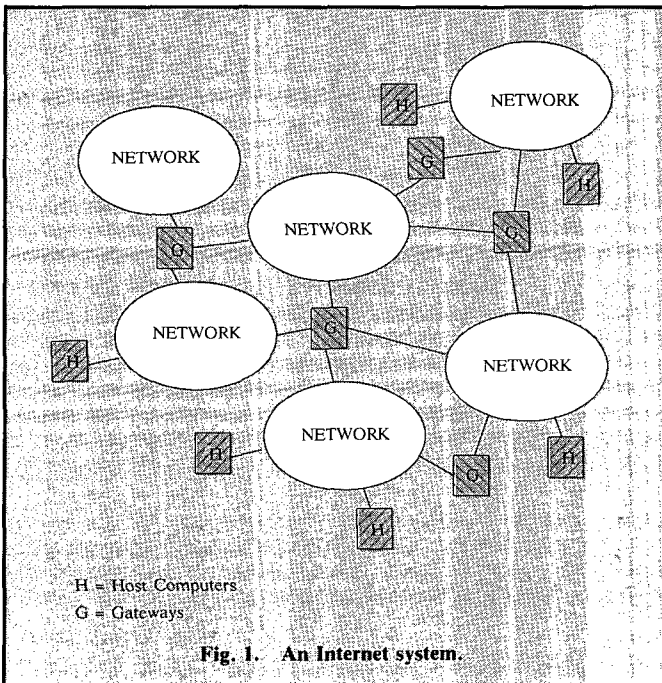 NETWORK
H
NETWORK
G
H
G
NETWORK
G
NETWORK
G
H
NETWORK
NETWORK
H
G
H
H
H = Host Computers
G = Gateways
Fig. 1. An Internet system.